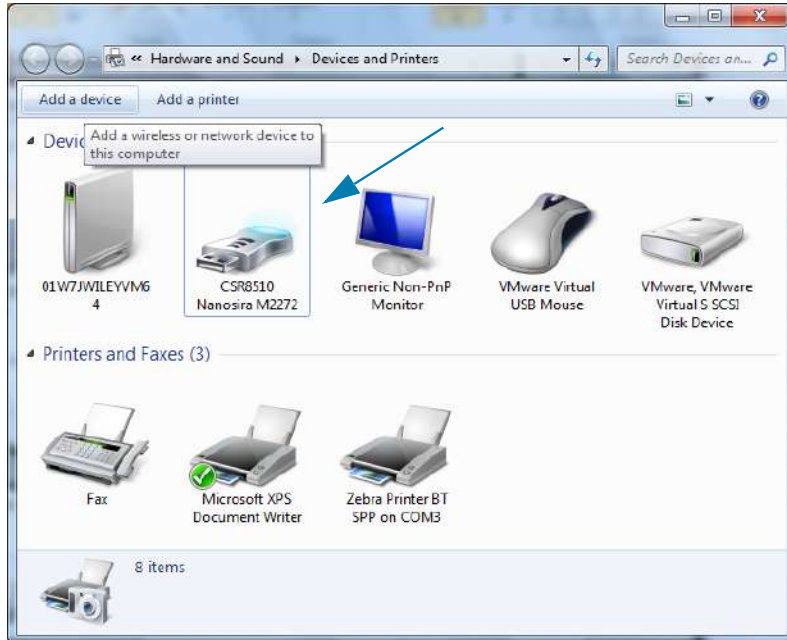 « Hardware and Sound ▸ Devices and Printers
Search Devices an...
Add a device
Add a printer
Devic
Add a wireless or network device to
this computer
01W7JWILEYVM6
4
CSR8510
Nanosira M2272
Generic Non-PnP
Monitor
VMware Virtual
USB Mouse
VMware, VMware
Virtual S SCSI
Disk Device
Printers and Faxes (3)
Fax
Microsoft XPS
Document Writer
Zebra Printer BT
SPP on COM3
8 items